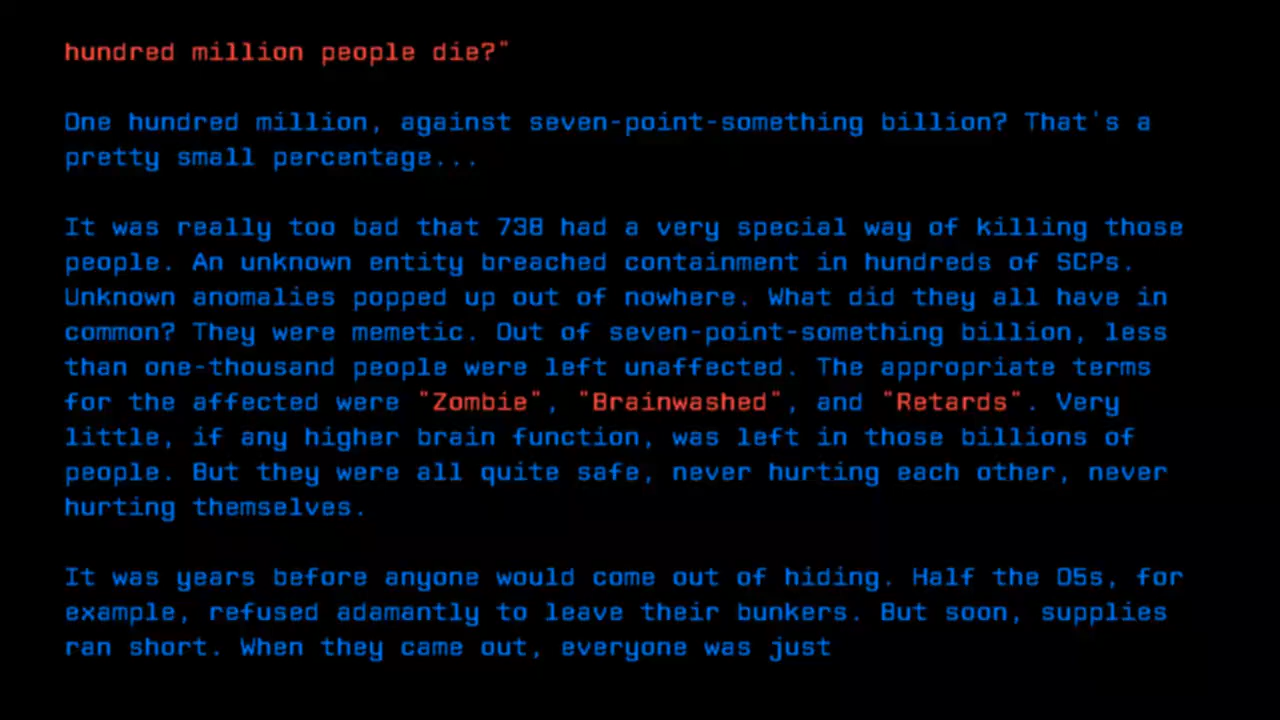 hundred million people die?"
One hundred million, against seven-point-something billion? That's a
pretty small percentage...
It was really too bad that 738 had a very special way of killing those
people. An unknown entity breached containment in hundreds of SCPs.
Unknown anomalies popped up out of nowhere. What did they all have in
common? They were memetic. Out of seven-point-something billion, less
than one-thousand people were left unaffected. The appropriate terms
for the affected were "Zombie", "Brainwashed", and "Retards". Very
little, if any higher brain function, was left in those billions of
people. But they were all quite safe, never hurting each other, never
hurting themselves.
It was years before anyone would come out of hiding. Half the O5s, for
example, refused adamantly to leave their bunkers. But soon, supplies
ran short. When they came out, everyone was just